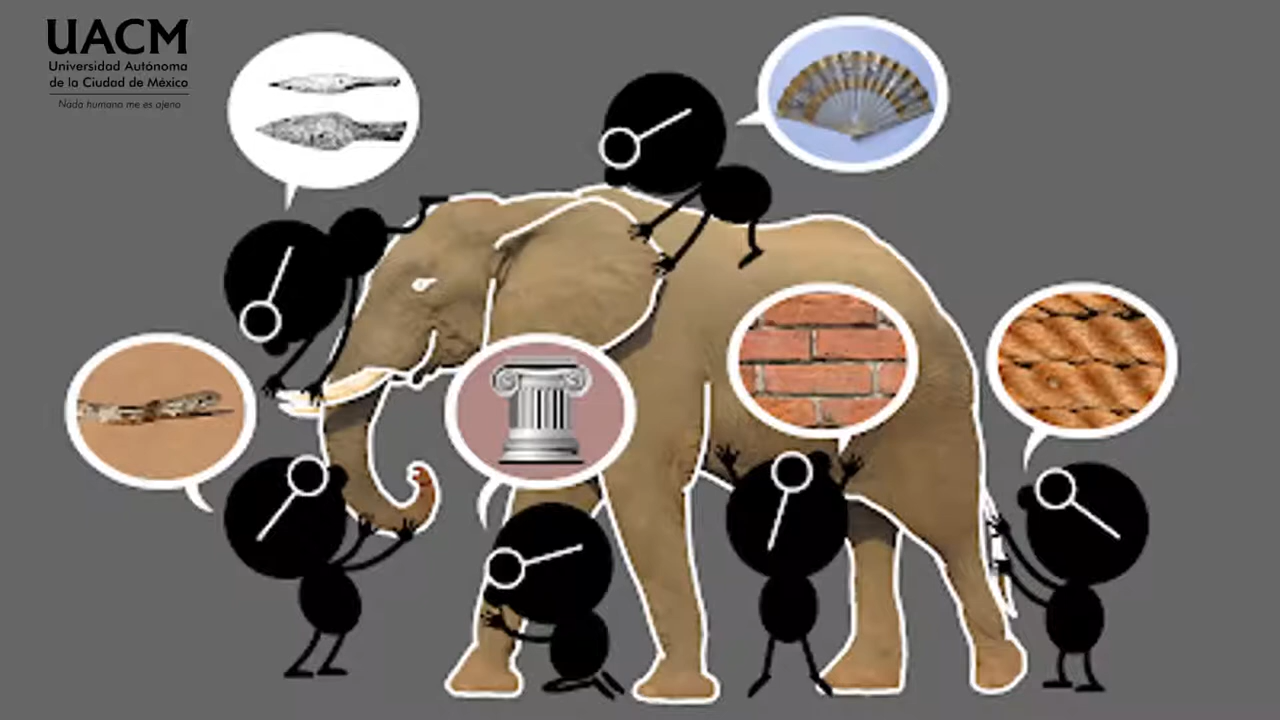 UACM
Universidad Autónoma
de la Ciudad de México
Nada humano me es ajeno